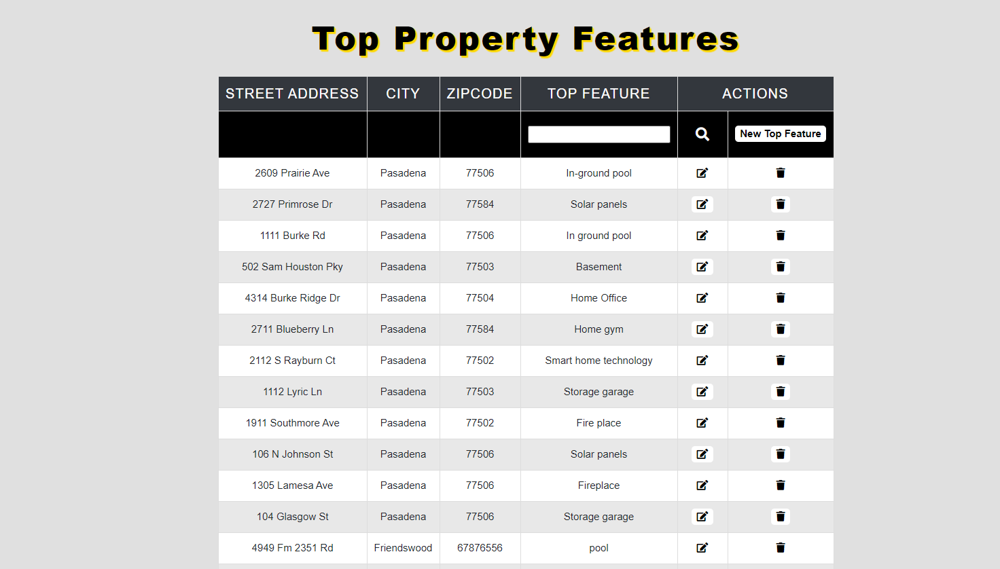 Top Property Features
STREET ADDRESS CITY ZIPCODE TOP FEATURE ACTIONS
New Top Feature
2609 Prairie Ave Pasadena 77506 In-ground pool
2727 Primrose Dr Pasadena 77584 Solar panels
1111 Burke Rd Pasadena 77506 In ground pool
502 Sam Houston Pky Pasadena 77503 Basement
4314 Burke Ridge Dr Pasadena 77504 Home Office
2711 Blueberry Ln Pasadena 77584 Home gym
2112 S Rayburn Ct Pasadena 77502 Smart home technology
1112 Lyric Ln Pasadena 77503 Storage garage
1911 Southmore Ave Pasadena 77502 Fire place
106 N Johnson St Pasadena 77506 Solar panels
1305 Lamesa Ave Pasadena 77506 Fireplace
104 Glasgow St Pasadena 77506 Storage garage
4949 Fm 2351 Rd Friendswood 67876556 pool